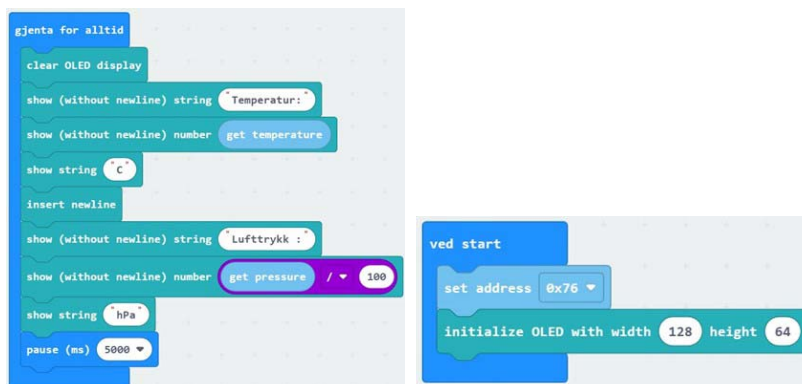 gjenta for alltid
clear OLED display
show (without newline) string "Temperatur:"
show (without newline) number get temperature
show string "C"
insert newline
show (without newline) string "Lufttrykk :"
show (without newline) number get pressure / 100
show string "hPa"
pause (ms) 5000
ved start
set address 0x76
initialize OLED with width 128 height 64